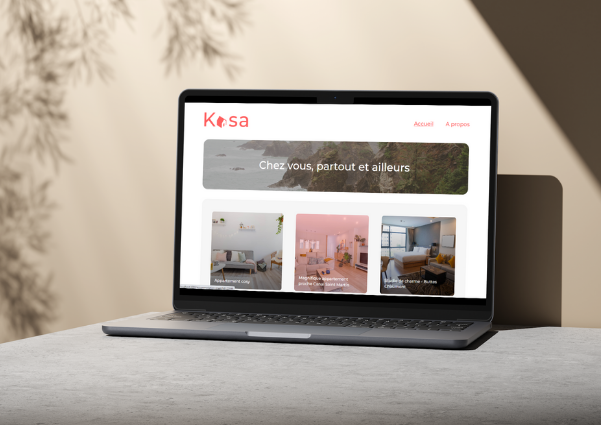 Kasa
Accueil
A propos
Chez vous, partout et ailleurs
Appartement cosy
Magnifique appartement
proche Canal Saint Martin
Studio de charme - Buttes
Chaumont